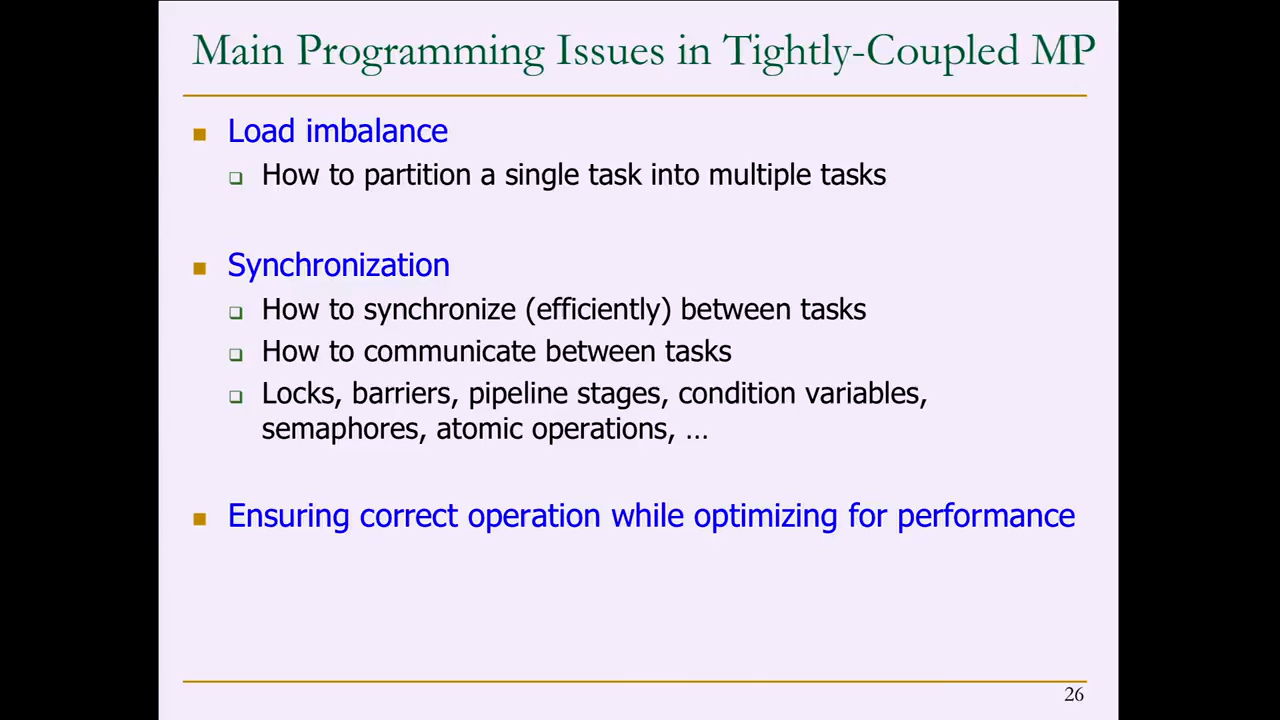 Main Programming Issues in Tightly-Coupled MP
Load imbalance
How to partition a single task into multiple tasks
Synchronization
How to synchronize (efficiently) between tasks
How to communicate between tasks
Locks, barriers, pipeline stages, condition variables,
semaphores, atomic operations, …
Ensuring correct operation while optimizing for performance
26